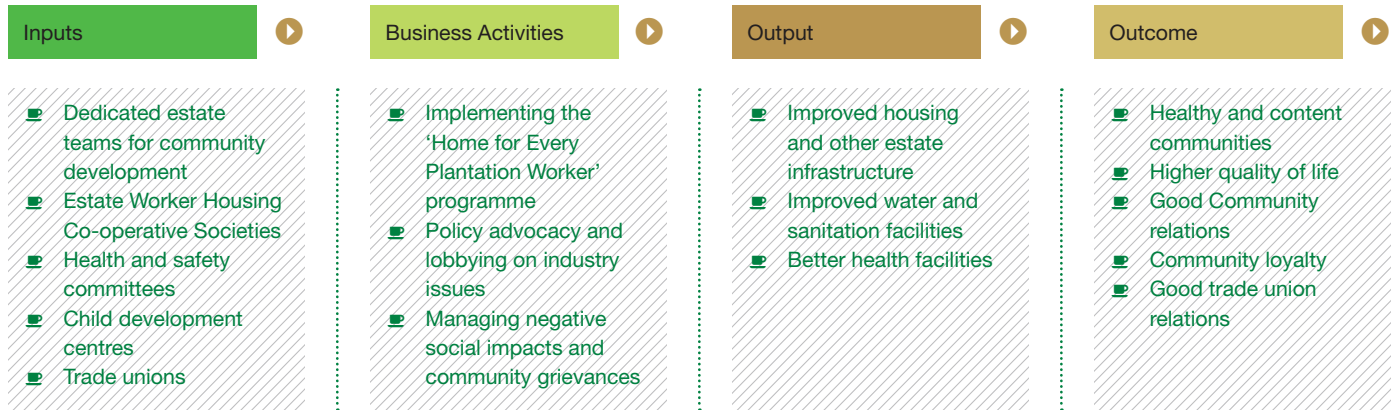 Inputs
Dedicated estate
teams for community
development
Estate Worker Housing
Co-operative Societies
Health and safety
committees
Child development
centres
Trade unions
Business Activities
Implementing the
‘Home for Every
Plantation Worker’
programme
Policy advocacy and
lobbying on industry
issues
Managing negative
social impacts and
community grievances
Output
Improved housing
and other estate
infrastructure
Improved water and
sanitation facilities
Better health facilities
Outcome
Healthy and content
communities
Higher quality of life
Good Community
relations
Community loyalty
Good trade union
relations